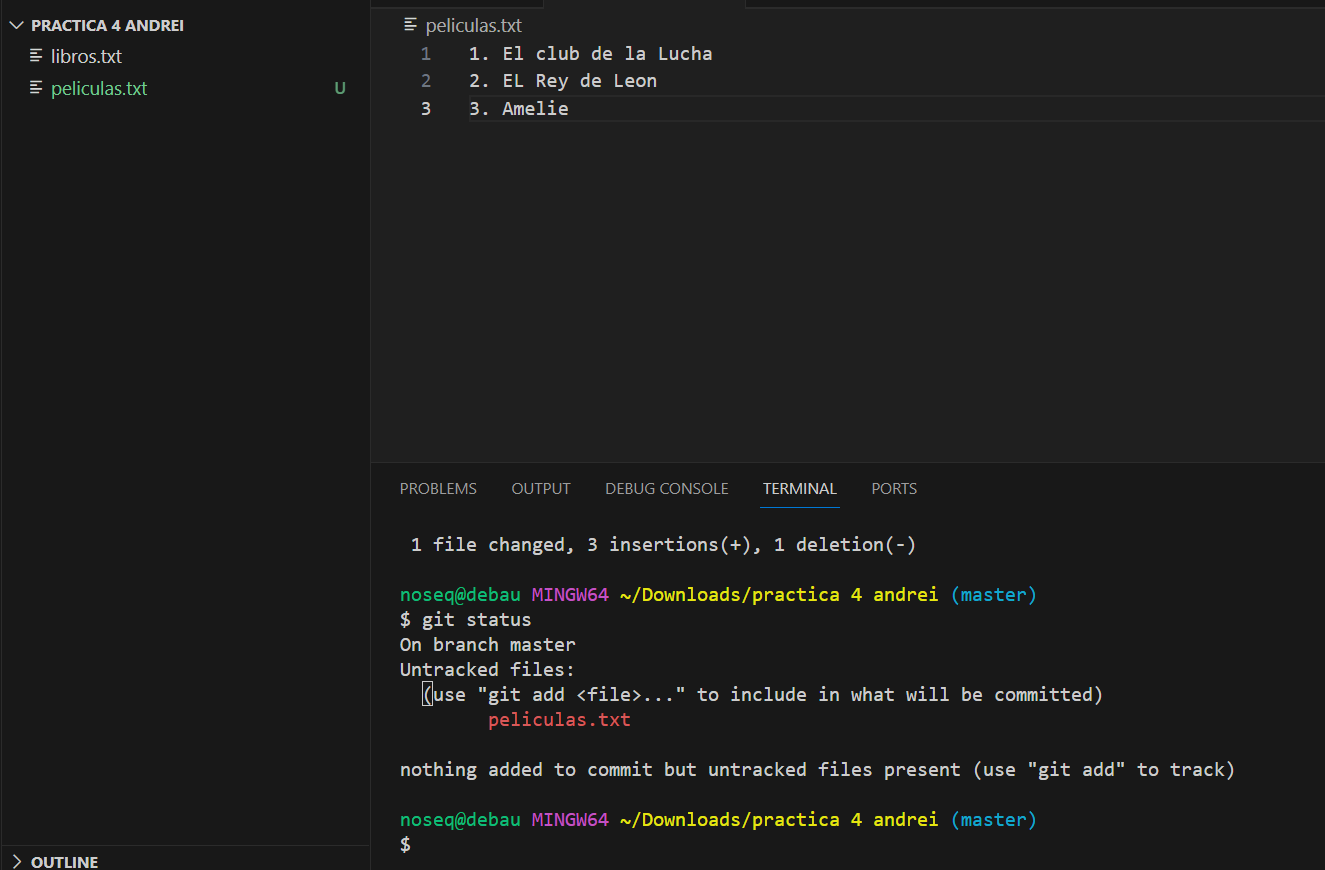 PRACTICA 4 ANDREI
libros.txt
peliculas.txt U
peliculas.txt
1 1. El club de la Lucha
2 2. EL Rey de Leon
3 3. Amelie
PROBLEMS OUTPUT DEBUG CONSOLE TERMINAL PORTS
1 file changed, 3 insertions(+), 1 deletion(-)
noseq@debau MINGW64 ~/Downloads/practica 4 andrei (master)
$ git status
On branch master
Untracked files:
(use "git add <file>..." to include in what will be committed)
peliculas.txt
nothing added to commit but untracked files present (use "git add" to track)
noseq@debau MINGW64 ~/Downloads/practica 4 andrei (master)
$
OUTLINE